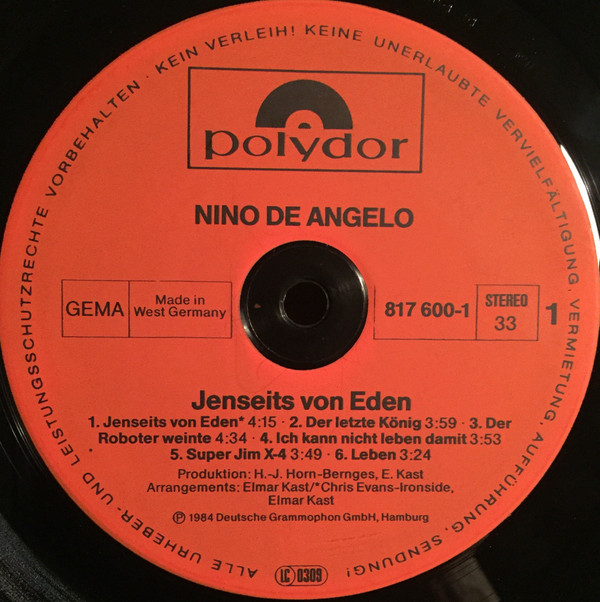 ALLE URHEBER- UND LEISTUNGSSCHUTZRECHTE VORBEHALTEN · KEIN VERLEIH! KEINE UNERLAUBTE VERVIELFÄLTIGUNG, VERMIETUNG, AUFFÜHRUNG, SENDUNG!
polydor
NINO DE ANGELO
GEMA
Made in
West Germany
817 600-1
STEREO
33
1
Jenseits von Eden
1. Jenseits von Eden* 4:15 · 2. Der letzte König 3:59 · 3. Der
Roboter weinte 4:34 · 4. Ich kann nicht leben damit 3:53
5. Super Jim X-4 3:49 · 6. Leben 3:24
Produktion: H.-J. Horn-Bernges, E. Kast
Arrangements: Elmar Kast/*Chris Evans-Ironside,
Elmar Kast
℗ 1984 Deutsche Grammophon GmbH, Hamburg
LC 0309